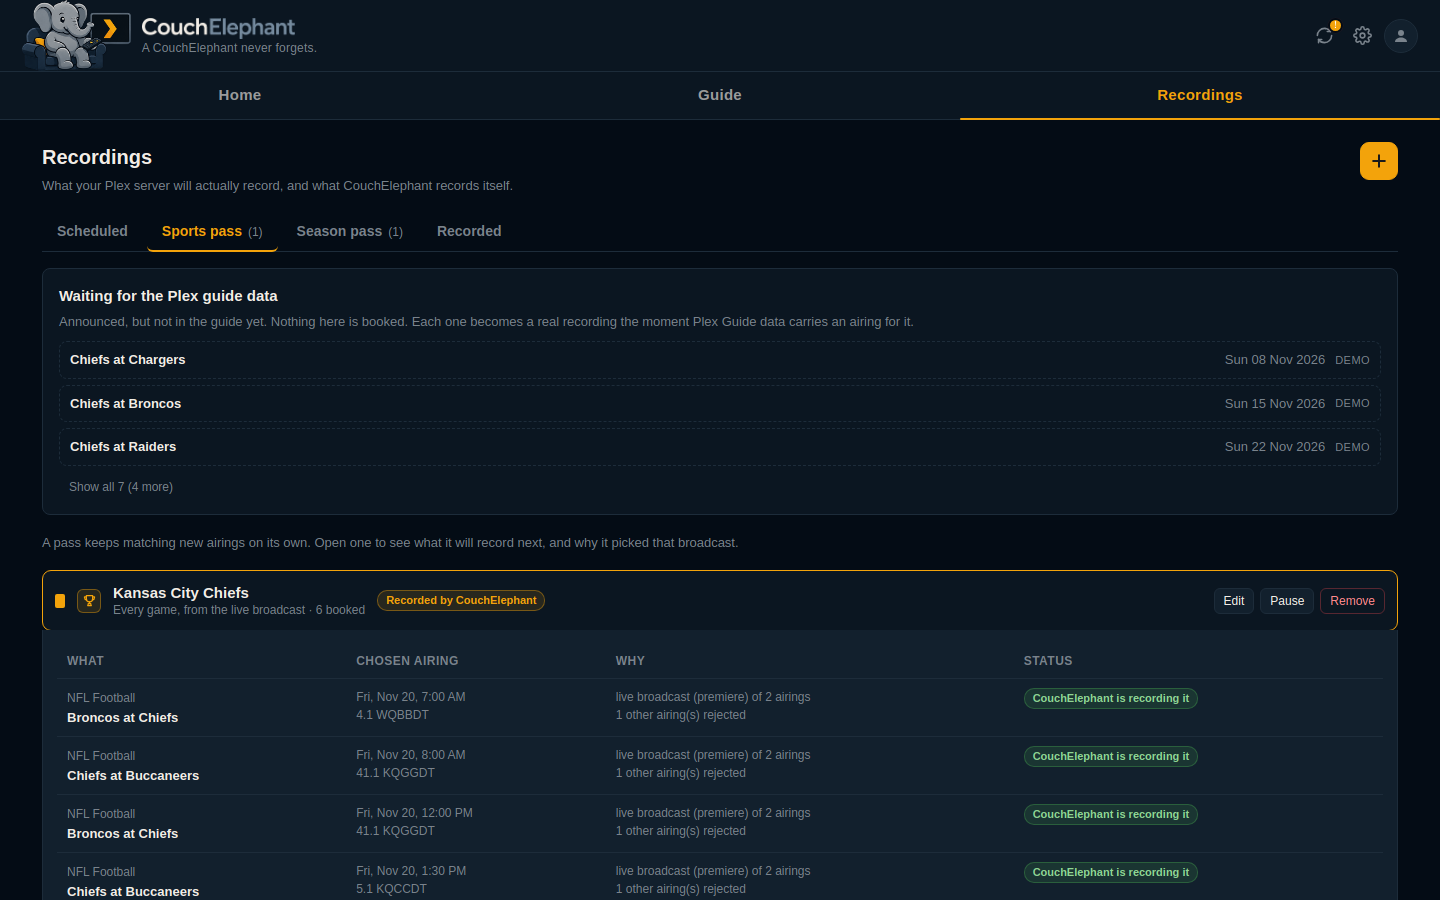 CouchElephant
A CouchElephant never forgets.
!
Home
Guide
Recordings
Recordings
What your Plex server will actually record, and what CouchElephant records itself.
+
Scheduled
Sports pass (1)
Season pass (1)
Recorded
Waiting for the Plex guide data
Announced, but not in the guide yet. Nothing here is booked. Each one becomes a real recording the moment Plex Guide data carries an airing for it.
Chiefs at Chargers Sun 08 Nov 2026 DEMO
Chiefs at Broncos Sun 15 Nov 2026 DEMO
Chiefs at Raiders Sun 22 Nov 2026 DEMO
Show all 7 (4 more)
A pass keeps matching new airings on its own. Open one to see what it will record next, and why it picked that broadcast.
Kansas City Chiefs
Every game, from the live broadcast · 6 booked
Recorded by CouchElephant
Edit
Pause
Remove
WHAT CHOSEN AIRING WHY STATUS
NFL Football Fri, Nov 20, 7:00 AM live broadcast (premiere) of 2 airings CouchElephant is recording it
Broncos at Chiefs 4.1 WQBBDT 1 other airing(s) rejected
NFL Football Fri, Nov 20, 8:00 AM live broadcast (premiere) of 2 airings CouchElephant is recording it
Chiefs at Buccaneers 41.1 KQGGDT 1 other airing(s) rejected
NFL Football Fri, Nov 20, 12:00 PM live broadcast (premiere) of 2 airings CouchElephant is recording it
Broncos at Chiefs 41.1 KQGGDT 1 other airing(s) rejected
NFL Football Fri, Nov 20, 1:30 PM live broadcast (premiere) of 2 airings CouchElephant is recording it
Chiefs at Buccaneers 5.1 KQCCDT 1 other airing(s) rejected